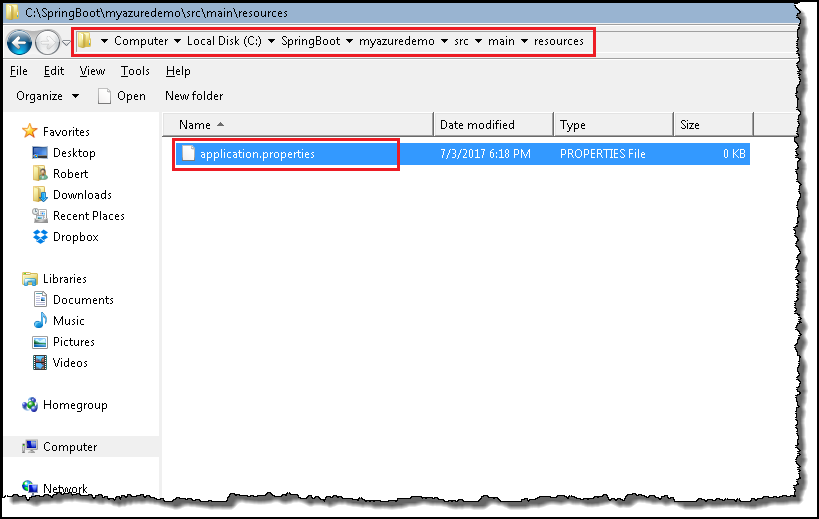 C:\SpringBoot\myazuredemo\src\main\resources
Computer Local Disk (C:) SpringBoot myazuredemo src main resources
File Edit View Tools Help
Organize Open New folder
Name Date modified Type Size
application.properties 7/3/2017 6:18 PM PROPERTIES File 0 KB
Favorites
Desktop
Robert
Downloads
Recent Places
Dropbox
Libraries
Documents
Music
Pictures
Videos
Homegroup
Computer
Network